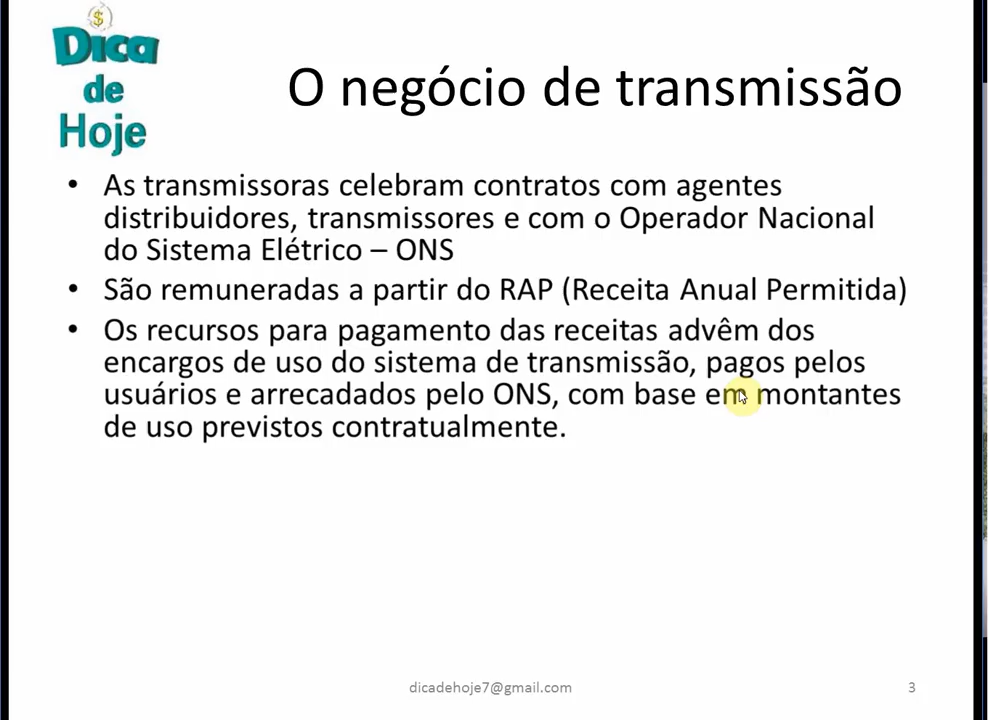 $
Dica
de
Hoje
O negócio de transmissão
• As transmissoras celebram contratos com agentes
distribuidores, transmissores e com o Operador Nacional
do Sistema Elétrico – ONS
• São remuneradas a partir do RAP (Receita Anual Permitida)
• Os recursos para pagamento das receitas advêm dos
encargos de uso do sistema de transmissão, pagos pelos
usuários e arrecadados pelo ONS, com base em montantes
de uso previstos contratualmente.
dicadehoje7@gmail.com
3